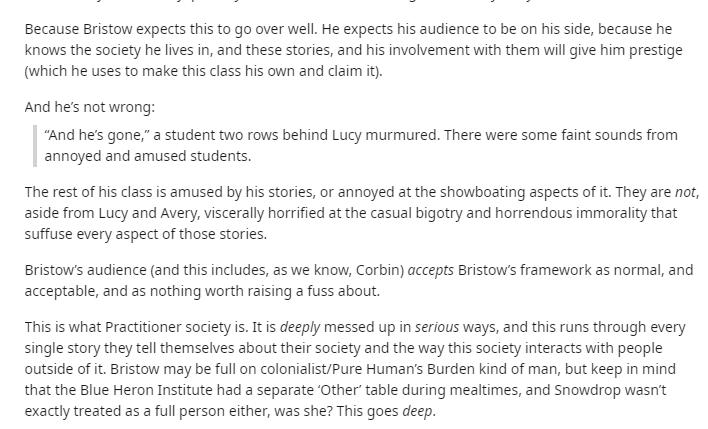 Because Bristow expects this to go over well. He expects his audience to be on his side, because he
knows the society he lives in, and these stories, and his involvement with them will give him prestige
(which he uses to make this class his own and claim it).
And he's not wrong:
“And he's gone,” a student two rows behind Lucy murmured. There were some faint sounds from
annoyed and amused students.
The rest of his class is amused by his stories, or annoyed at the showboating aspects of it. They are not,
aside from Lucy and Avery, viscerally horrified at the casual bigotry and horrendous immorality that
suffuse every aspect of those stories.
Bristow's audience (and this includes, as we know, Corbin) accepts Bristow's framework as normal, and
acceptable, and as nothing worth raising a fuss about.
This is what Practitioner society is. It is deeply messed up in serious ways, and this runs through every
single story they tell themselves about their society and the way this society interacts with people
outside of it. Bristow may be full on colonialist/Pure Human's Burden kind of man, but keep in mind
that the Blue Heron Institute had a separate ‘Other’ table during mealtimes, and Snowdrop wasn't
exactly treated as a full person either, was she? This goes deep.